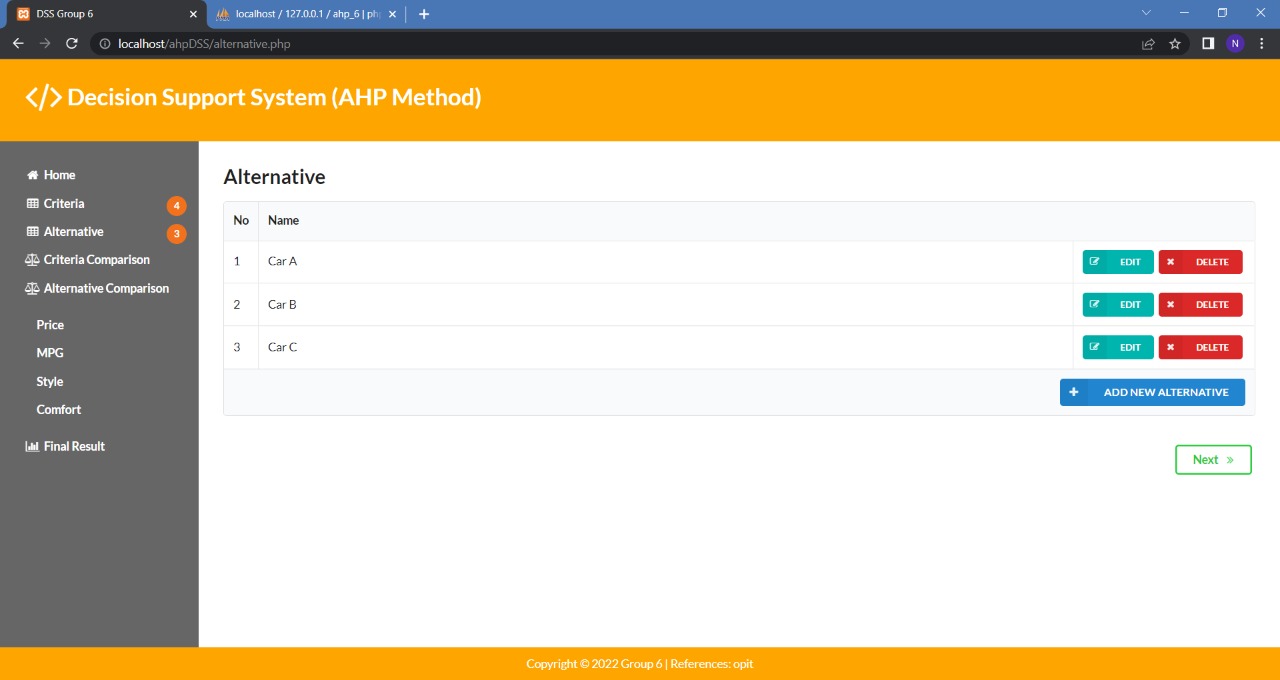 DSS Group 6
localhost / 127.0.0.1 / ahp_6 | ph
localhost/ahpDSS/alternative.php
N
</> Decision Support System (AHP Method)
Home
Criteria 4
Alternative 3
Criteria Comparison
Alternative Comparison
Price
MPG
Style
Comfort
Final Result
Alternative
No Name
1 Car A EDIT DELETE
2 Car B EDIT DELETE
3 Car C EDIT DELETE
ADD NEW ALTERNATIVE
Next »
Copyright © 2022 Group 6 | References: opit